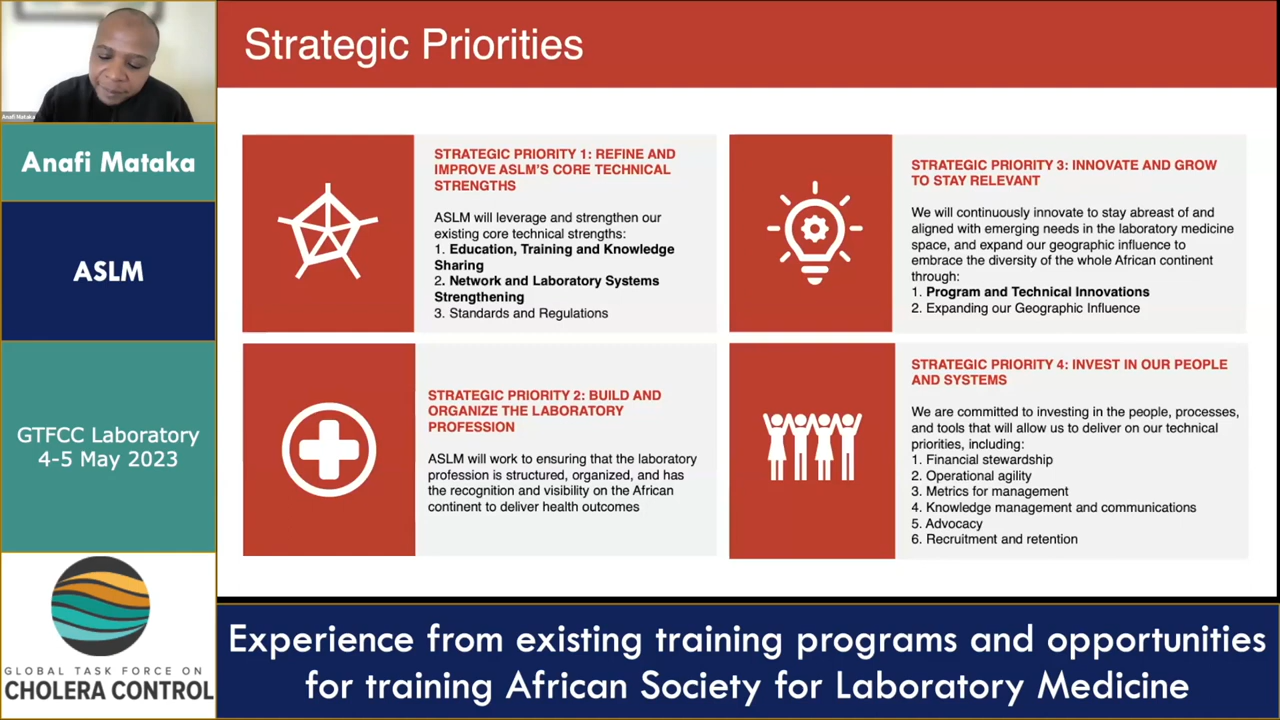 Strategic Priorities
Anafi Mataka
Anafi Mataka
ASLM
GTFCC Laboratory
4-5 May 2023
GLOBAL TASK FORCE ON
CHOLERA CONTROL
STRATEGIC PRIORITY 1: REFINE AND
IMPROVE ASLM'S CORE TECHNICAL
STRENGTHS
ASLM will leverage and strengthen our
existing core technical strengths:
1. Education, Training and Knowledge
Sharing
2. Network and Laboratory Systems
Strengthening
3. Standards and Regulations
STRATEGIC PRIORITY 2: BUILD AND
ORGANIZE THE LABORATORY
PROFESSION
ASLM will work to ensuring that the laboratory
profession is structured, organized, and has
the recognition and visibility on the African
continent to deliver health outcomes
STRATEGIC PRIORITY 3: INNOVATE AND GROW
TO STAY RELEVANT
We will continuously innovate to stay abreast of and
aligned with emerging needs in the laboratory medicine
space, and expand our geographic influence to
embrace the diversity of the whole African continent
through:
1. Program and Technical Innovations
2. Expanding our Geographic Influence
STRATEGIC PRIORITY 4: INVEST IN OUR PEOPLE
AND SYSTEMS
We are committed to investing in the people, processes,
and tools that will allow us to deliver on our technical
priorities, including:
1. Financial stewardship
2. Operational agility
3. Metrics for management
4. Knowledge management and communications
5. Advocacy
6. Recruitment and retention
Experience from existing training programs and opportunities
for training African Society for Laboratory Medicine